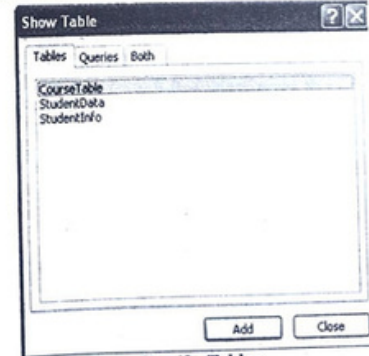 Show Table
Tables Queries Both
CourseTable
StudentData
StudentInfo
Add Close